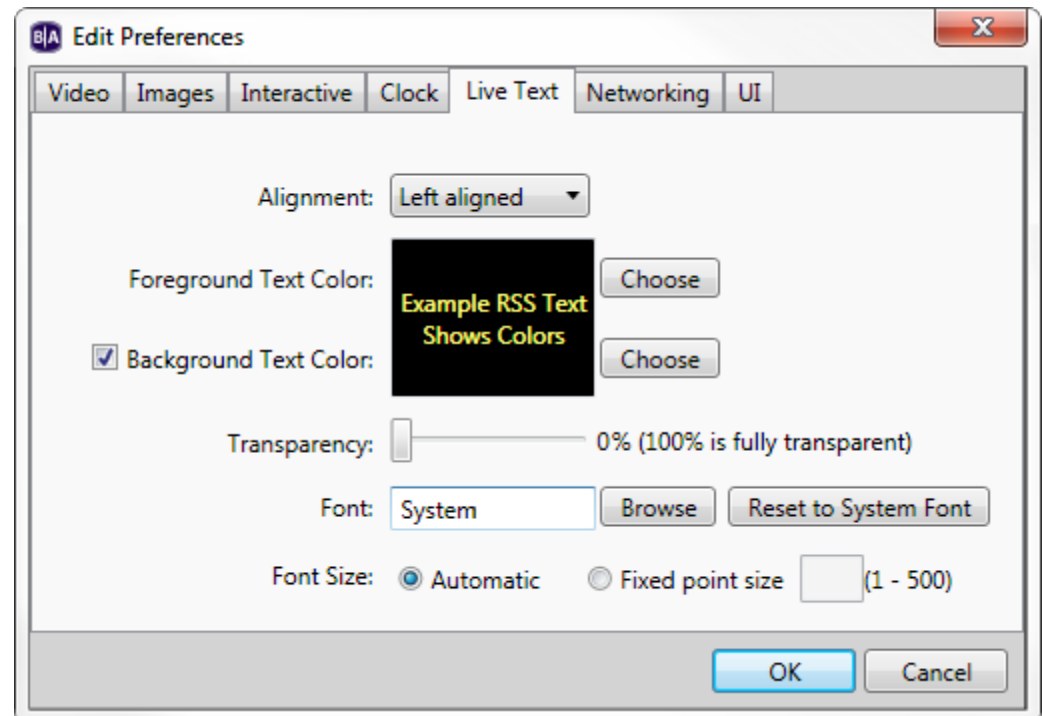 B|A Edit Preferences X
Video Images Interactive Clock Live Text Networking UI
Alignment: Left aligned
Foreground Text Color: Choose
Example RSS Text
Shows Colors
Background Text Color: Choose
Transparency: 0% (100% is fully transparent)
Font: System Browse Reset to System Font
Font Size: Automatic Fixed point size (1 - 500)
OK Cancel